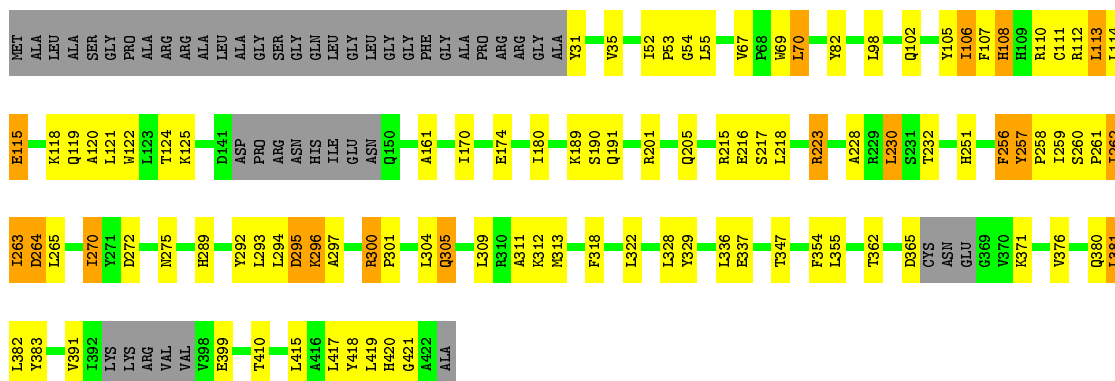 MET ALA LEU ALA SER GLY PRO ALA ARG ARG ALA LEU ALA GLY SER GLY GLN LEU GLY LEU GLY GLY PHE GLY ALA PRO ARG ARG GLY ALA Y31 V35 I52 P53 G54 L55 V67 P68 W69 L70 Y82 L98 Q102 Y105 I106 F107 H108 H109 R110 C111 R112 L113 L114
E115 K118 Q119 A120 L121 W122 L123 T124 K125 D141 ASP PRO ARG ASN HIS ILE GLU ASN Q150 A161 I170 E174 I180 K189 S190 Q191 R201 Q205 R215 E216 S217 L218 R223 A228 R229 L230 S231 T232 H251 F256 Y257 P258 I259 S260 P261 I262
I263 D264 L265 I270 Y271 D272 N275 H289 Y292 L293 L294 D295 K296 A297 R300 P301 L304 Q305 L309 R310 A311 K312 M313 F318 L322 L328 Y329 L336 E337 T347 F354 L355 T362 D365 CYS ASN GLU G369 V370 K371 V376 Q380 L381
L382 Y383 V391 I392 LYS LYS ARG VAL VAL V398 E399 T410 L415 A416 L417 Y418 L419 H420 G421 A422 ALA